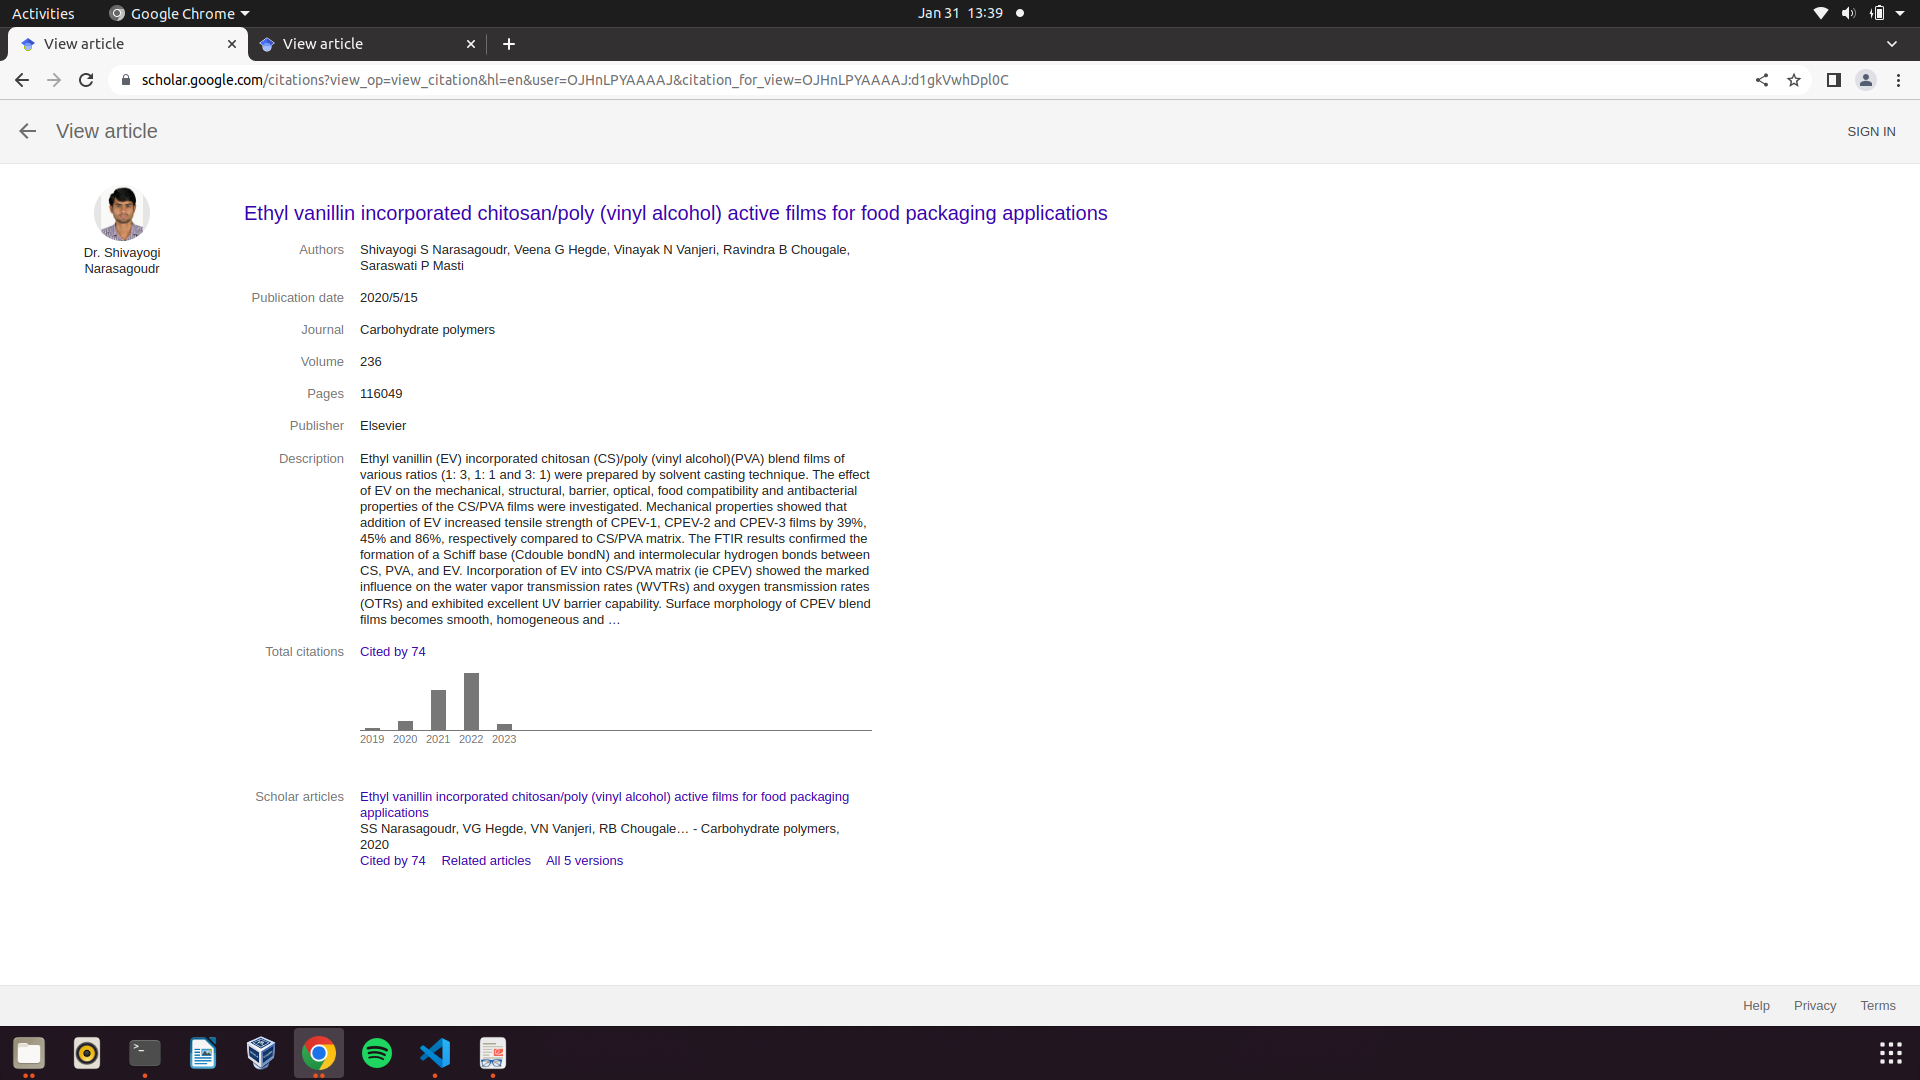 Activities
Google Chrome
Jan 31 13:39
View article
View article
scholar.google.com/citations?view_op=view_citation&hl=en&user=OJHnLPYAAAAJ&citation_for_view=OJHnLPYAAAAJ:d1gkVwhDpl0C
View article
SIGN IN
Dr. Shivayogi
Narasagoudr
Ethyl vanillin incorporated chitosan/poly (vinyl alcohol) active films for food packaging applications
Authors
Shivayogi S Narasagoudr, Veena G Hegde, Vinayak N Vanjeri, Ravindra B Chougale,
Saraswati P Masti
Publication date
2020/5/15
Journal
Carbohydrate polymers
Volume
236
Pages
116049
Publisher
Elsevier
Description
Ethyl vanillin (EV) incorporated chitosan (CS)/poly (vinyl alcohol)(PVA) blend films of
various ratios (1: 3, 1: 1 and 3: 1) were prepared by solvent casting technique. The effect
of EV on the mechanical, structural, barrier, optical, food compatibility and antibacterial
properties of the CS/PVA films were investigated. Mechanical properties showed that
addition of EV increased tensile strength of CPEV-1, CPEV-2 and CPEV-3 films by 39%,
45% and 86%, respectively compared to CS/PVA matrix. The FTIR results confirmed the
formation of a Schiff base (Cdouble bondN) and intermolecular hydrogen bonds between
CS, PVA, and EV. Incorporation of EV into CS/PVA matrix (ie CPEV) showed the marked
influence on the water vapor transmission rates (WVTRs) and oxygen transmission rates
(OTRs) and exhibited excellent UV barrier capability. Surface morphology of CPEV blend
films becomes smooth, homogeneous and …
Total citations
Cited by 74
2019 2020 2021 2022 2023
Scholar articles
Ethyl vanillin incorporated chitosan/poly (vinyl alcohol) active films for food packaging
applications
SS Narasagoudr, VG Hegde, VN Vanjeri, RB Chougale… - Carbohydrate polymers,
2020
Cited by 74 Related articles All 5 versions
Help Privacy Terms